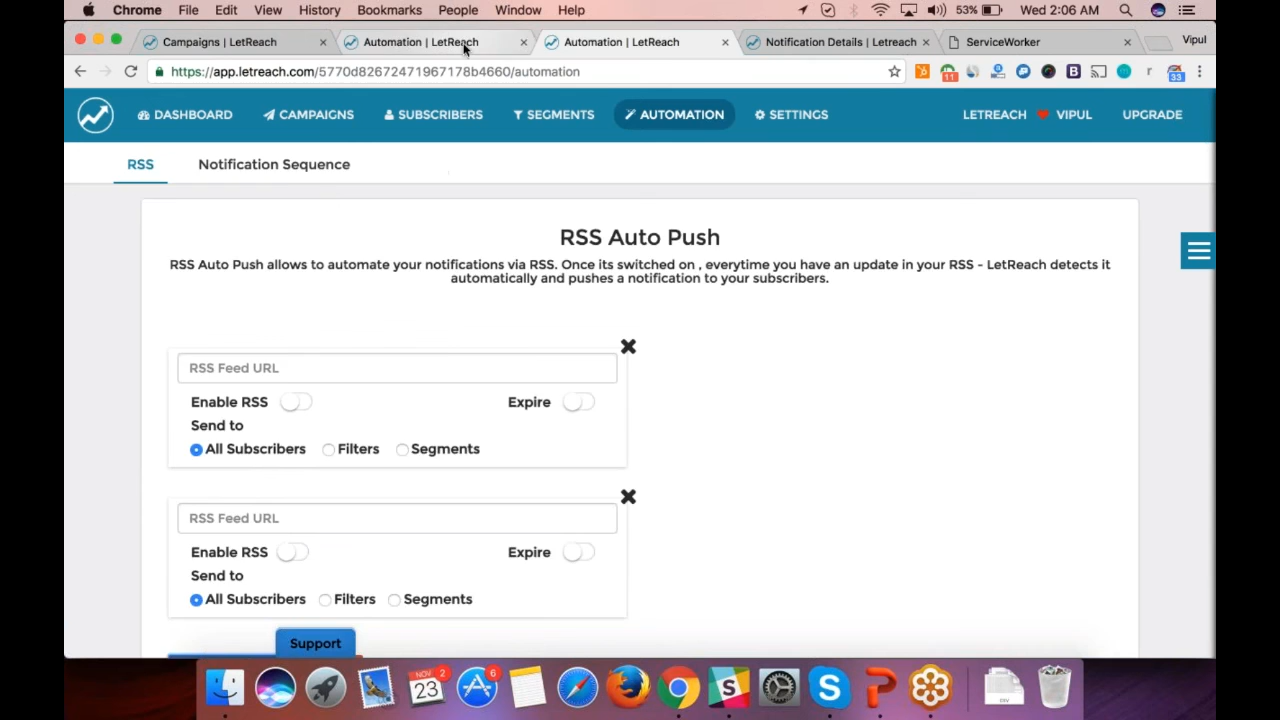 Chrome File Edit View History Bookmarks People Window Help 53% Wed 2:06 AM
Campaigns | LetReach Automation | LetReach Automation | LetReach Notification Details | Letreach ServiceWorker Vipul
https://app.letreach.com/5770d82672471967178b4660/automation 11 B r 33
DASHBOARD CAMPAIGNS SUBSCRIBERS SEGMENTS AUTOMATION SETTINGS LETREACH VIPUL UPGRADE
RSS Notification Sequence
RSS Auto Push
RSS Auto Push allows to automate your notifications via RSS. Once its switched on , everytime you have an update in your RSS - LetReach detects it
automatically and pushes a notification to your subscribers.
RSS Feed URL
Enable RSS Expire
Send to
All Subscribers Filters Segments
RSS Feed URL
Enable RSS Expire
Send to
All Subscribers Filters Segments
Support
NOV 2 6
23 S S P